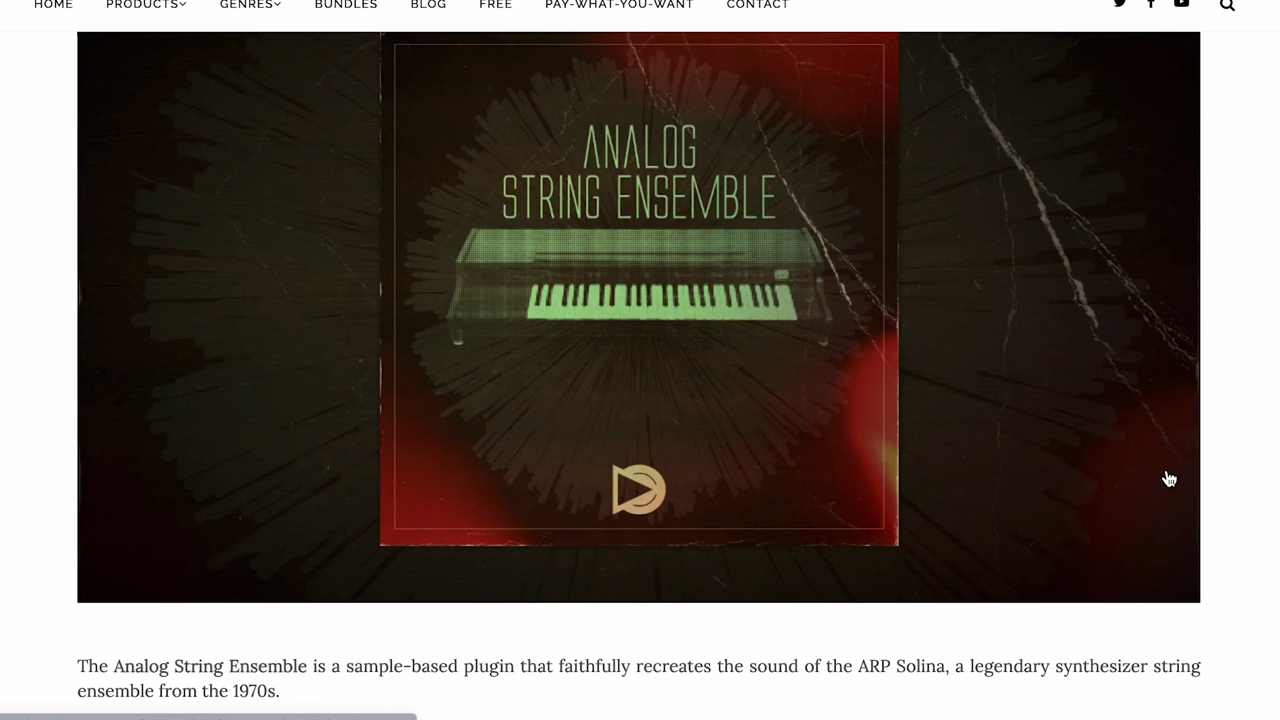 HOME PRODUCTS GENRES BUNDLES BLOG FREE PAY-WHAT-YOU-WANT CONTACT
ANALOG
STRING ENSEMBLE
The Analog String Ensemble is a sample-based plugin that faithfully recreates the sound of the ARP Solina, a legendary synthesizer string
ensemble from the 1970s.